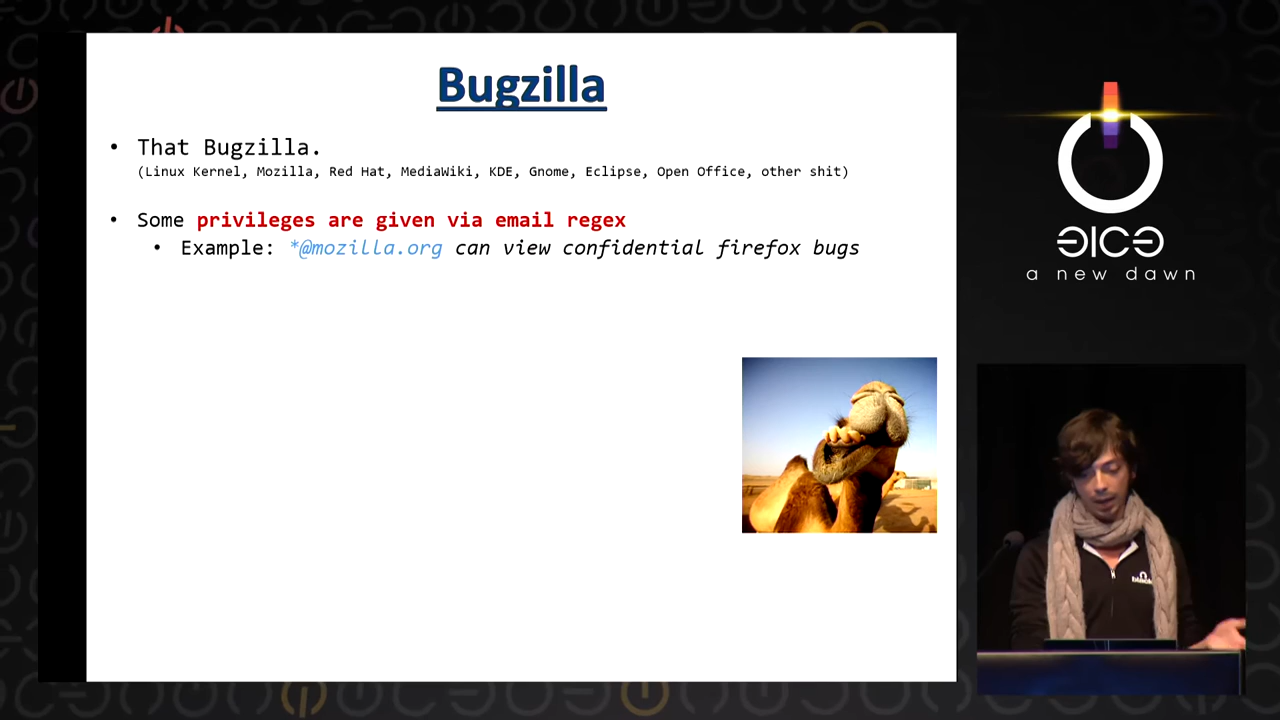 Bugzilla
• That Bugzilla.
(Linux Kernel, Mozilla, Red Hat, MediaWiki, KDE, Gnome, Eclipse, Open Office, other shit)
• Some privileges are given via email regex
• Example: *@mozilla.org can view confidential firefox bugs
a new dawn